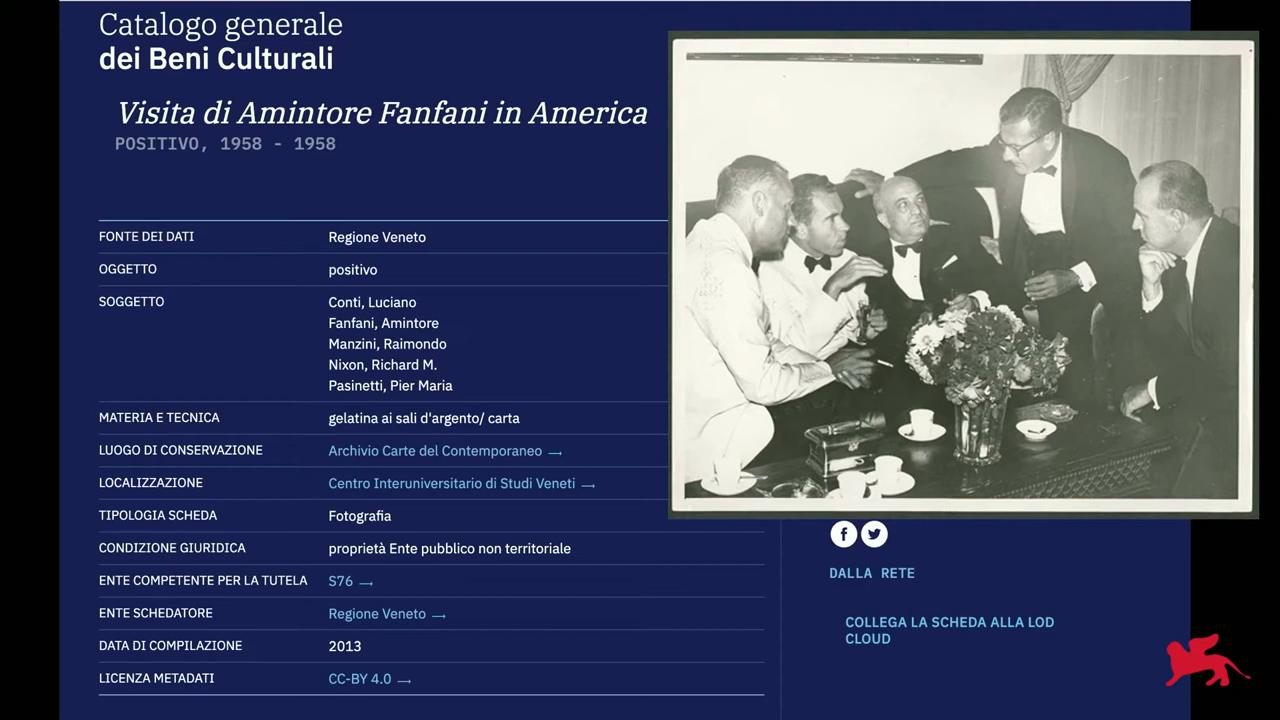 Catalogo generale
dei Beni Culturali
Visita di Amintore Fanfani in America
POSITIVO, 1958 - 1958
FONTE DEI DATI Regione Veneto
OGGETTO positivo
SOGGETTO Conti, Luciano
Fanfani, Amintore
Manzini, Raimondo
Nixon, Richard M.
Pasinetti, Pier Maria
MATERIA E TECNICA gelatina ai sali d'argento/ carta
LUOGO DI CONSERVAZIONE Archivio Carte del Contemporaneo →
LOCALIZZAZIONE Centro Interuniversitario di Studi Veneti →
TIPOLOGIA SCHEDA Fotografia
CONDIZIONE GIURIDICA proprietà Ente pubblico non territoriale
ENTE COMPETENTE PER LA TUTELA S76 →
ENTE SCHEDATORE Regione Veneto →
DATA DI COMPILAZIONE 2013
LICENZA METADATI CC-BY 4.0 →
DALLA RETE
COLLEGA LA SCHEDA ALLA LOD
CLOUD